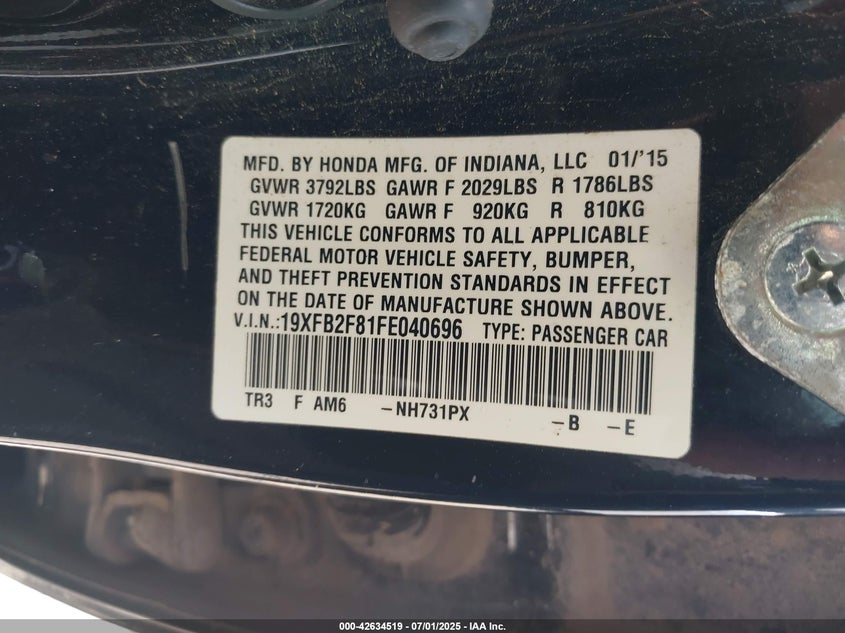 MFD. BY HONDA MFG. OF INDIANA, LLC 01/'15
GVWR 3792LBS GAWR F 2029LBS R 1786LBS
GVWR 1720KG GAWR F 920KG R 810KG
THIS VEHICLE CONFORMS TO ALL APPLICABLE
FEDERAL MOTOR VEHICLE SAFETY, BUMPER,
AND THEFT PREVENTION STANDARDS IN EFFECT
ON THE DATE OF MANUFACTURE SHOWN ABOVE.
V.I.N.:19XFB2F81FE040696 TYPE: PASSENGER CAR
TR3 F AM6 –NH731PX –B –E
000-42634519 - 07/01/2025 - IAA Inc.